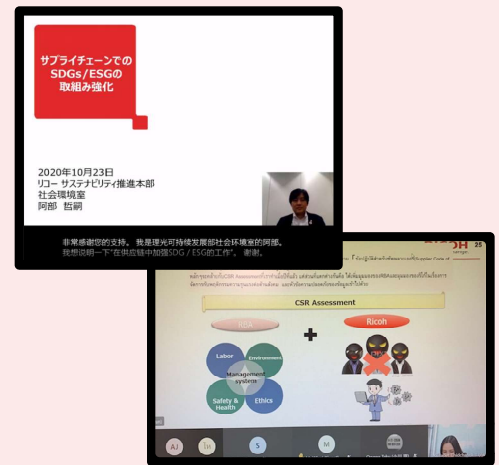 サプライチェーンでの
SDGs/ESGの
取組み強化
2020年10月23日
リコー サステナビリティ推進本部
社会環境室
阿部 哲嗣
非常感谢您的支持。 我是理光可持续发展部社会环境室的阿部。
我想说明一下“在供应链中加强SDG / ESG的工作”。 谢谢。
25
CSR Assessment
RBA
+
Ricoh
Labor
Environment
Management
system
Safety &
Health
Ethics
AJ
S
M